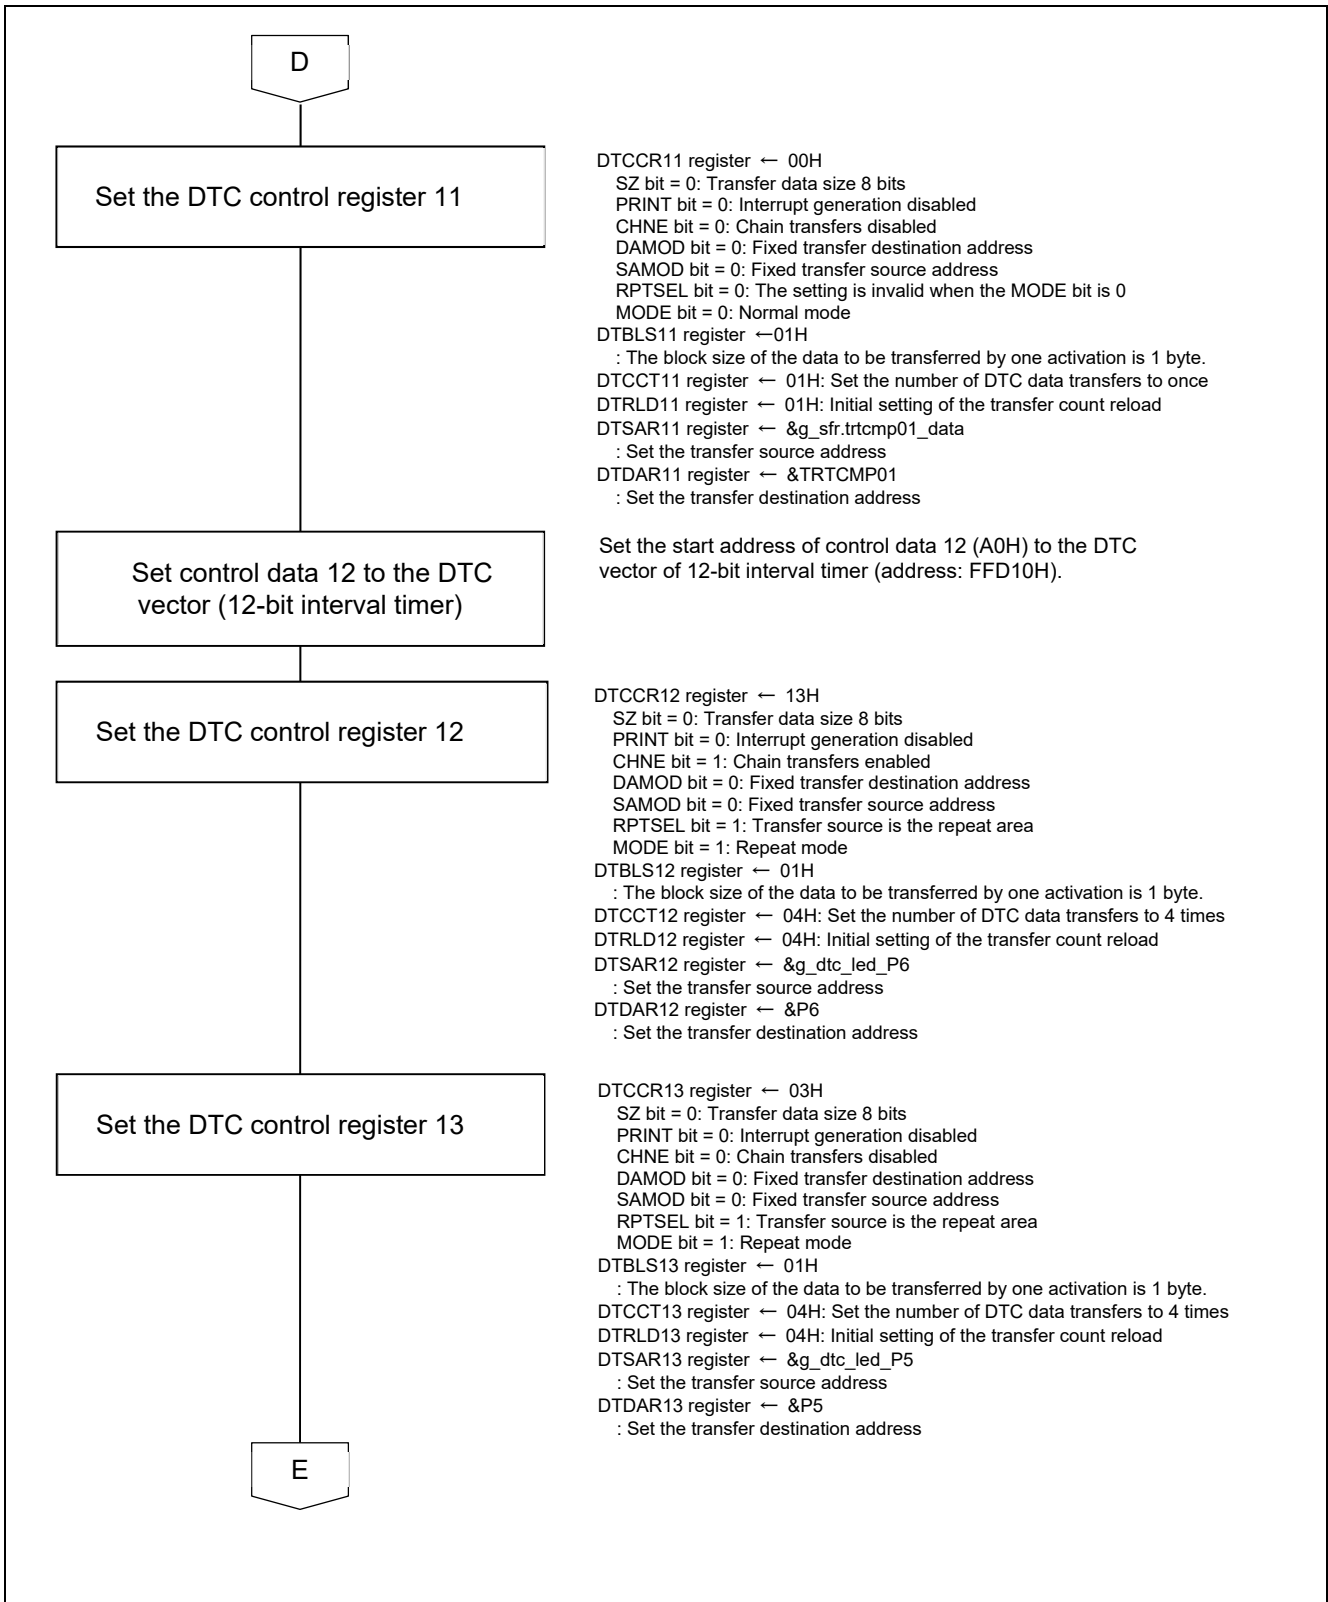 D
Set the DTC control register 11
DTCCR11 register ← 00H
SZ bit = 0: Transfer data size 8 bits
PRINT bit = 0: Interrupt generation disabled
CHNE bit = 0: Chain transfers disabled
DAMOD bit = 0: Fixed transfer destination address
SAMOD bit = 0: Fixed transfer source address
RPTSEL bit = 0: The setting is invalid when the MODE bit is 0
MODE bit = 0: Normal mode
DTBLS11 register ←01H
: The block size of the data to be transferred by one activation is 1 byte.
DTCCT11 register ← 01H: Set the number of DTC data transfers to once
DTRLD11 register ← 01H: Initial setting of the transfer count reload
DTSAR11 register ← &g_sfr.trtcmp01_data
: Set the transfer source address
DTDAR11 register ← &TRTCMP01
: Set the transfer destination address
Set control data 12 to the DTC
vector (12-bit interval timer)
Set the start address of control data 12 (A0H) to the DTC
vector of 12-bit interval timer (address: FFD10H).
Set the DTC control register 12
DTCCR12 register ← 13H
SZ bit = 0: Transfer data size 8 bits
PRINT bit = 0: Interrupt generation disabled
CHNE bit = 1: Chain transfers enabled
DAMOD bit = 0: Fixed transfer destination address
SAMOD bit = 0: Fixed transfer source address
RPTSEL bit = 1: Transfer source is the repeat area
MODE bit = 1: Repeat mode
DTBLS12 register ← 01H
: The block size of the data to be transferred by one activation is 1 byte.
DTCCT12 register ← 04H: Set the number of DTC data transfers to 4 times
DTRLD12 register ← 04H: Initial setting of the transfer count reload
DTSAR12 register ← &g_dtc_led_P6
: Set the transfer source address
DTDAR12 register ← &P6
: Set the transfer destination address
Set the DTC control register 13
DTCCR13 register ← 03H
SZ bit = 0: Transfer data size 8 bits
PRINT bit = 0: Interrupt generation disabled
CHNE bit = 0: Chain transfers disabled
DAMOD bit = 0: Fixed transfer destination address
SAMOD bit = 0: Fixed transfer source address
RPTSEL bit = 1: Transfer source is the repeat area
MODE bit = 1: Repeat mode
DTBLS13 register ← 01H
: The block size of the data to be transferred by one activation is 1 byte.
DTCCT13 register ← 04H: Set the number of DTC data transfers to 4 times
DTRLD13 register ← 04H: Initial setting of the transfer count reload
DTSAR13 register ← &g_dtc_led_P5
: Set the transfer source address
DTDAR13 register ← &P5
: Set the transfer destination address
E